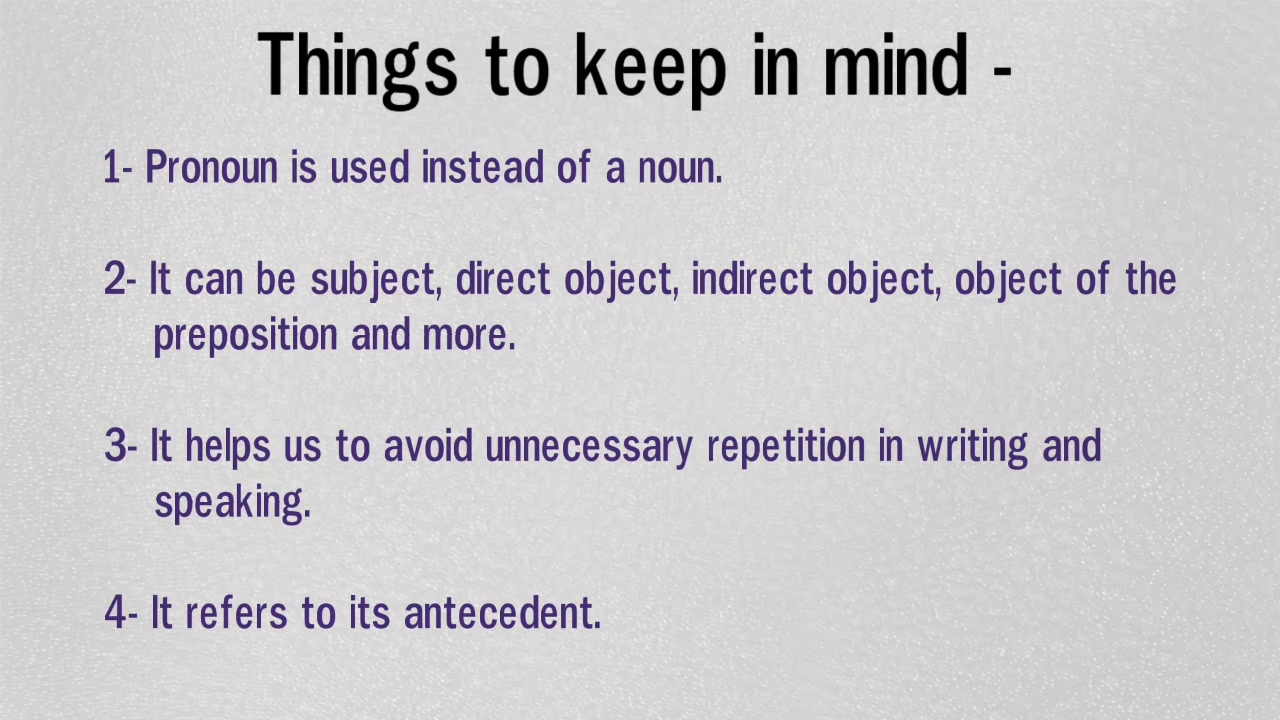 Things to keep in mind -
1- Pronoun is used instead of a noun.
2- It can be subject, direct object, indirect object, object of the
preposition and more.
3- It helps us to avoid unnecessary repetition in writing and
speaking.
4- It refers to its antecedent.